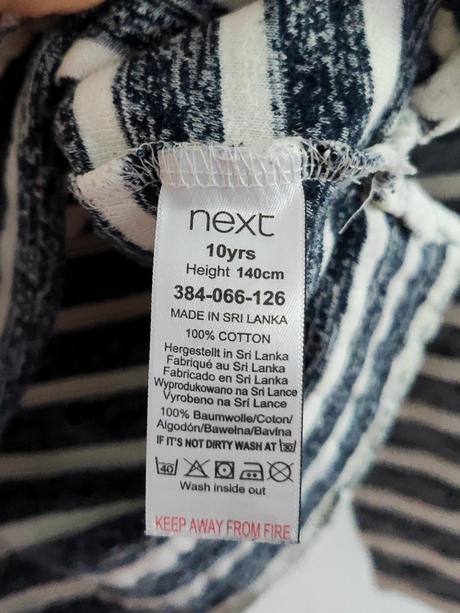 next
10yrs
Height 140cm
384-066-126
MADE IN SRI LANKA
100% COTTON
Hergestellt in Sri Lanka
Fabriqué au Sri Lanka
Fabricado en Sri Lanka
Wyprodukowano na Sri Lance
Vyrobeno na Srí Lance
100% Baumwolle/Coton/
Algodón/Bawełna/Bavlna
IF IT'S NOT DIRTY WASH AT 30
40
Wash inside out
KEEP AWAY FROM FIRE